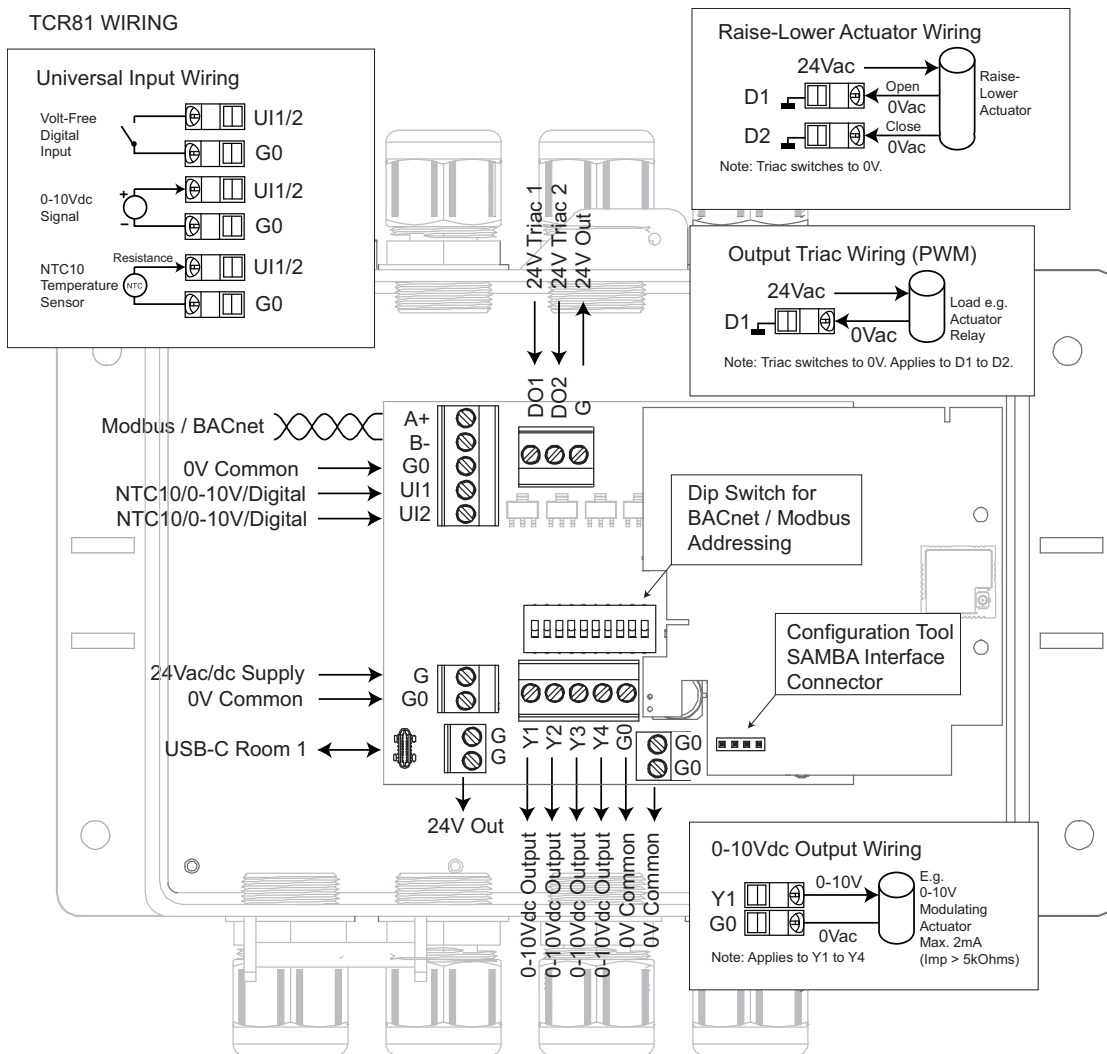 TCR81 WIRING
Universal Input Wiring
Volt-Free
Digital
Input
UI1/2
G0
0-10Vdc
Signal
+
-
UI1/2
G0
NTC10
Temperature
Sensor
Resistance
NTC
UI1/2
G0
Raise-Lower Actuator Wiring
24Vac
D1
Open
0Vac
D2
Close
0Vac
Raise-
Lower
Actuator
Note: Triac switches to 0V.
Output Triac Wiring (PWM)
24Vac
D1
0Vac
Load e.g.
Actuator
Relay
Note: Triac switches to 0V. Applies to D1 to D2.
24V Triac 1
24V Triac 2
24V Out
DO1
DO2
G
Modbus / BACnet
0V Common
NTC10/0-10V/Digital
NTC10/0-10V/Digital
A+
B-
G0
UI1
UI2
Dip Switch for
BACnet / Modbus
Addressing
Configuration Tool
SAMBA Interface
Connector
24Vac/dc Supply
0V Common
G
G0
USB-C Room 1
G
G
24V Out
Y1
Y2
Y3
Y4
G0
G0
G0
0-10Vdc Output
0-10Vdc Output
0-10Vdc Output
0-10Vdc Output
0V Common
0V Common
0-10Vdc Output Wiring
Y1
G0
0-10V
0Vac
E.g.
0-10V
Modulating
Actuator
Max. 2mA
(Imp > 5kOhms)
Note: Applies to Y1 to Y4